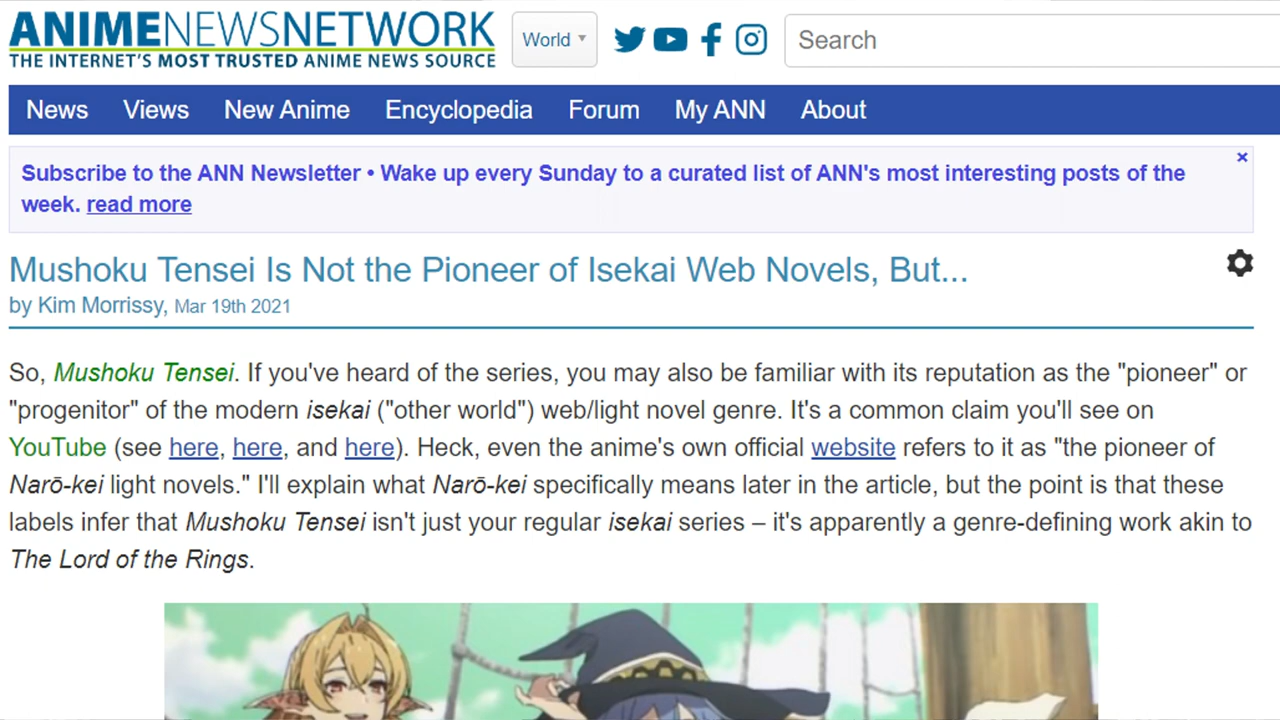 ANIMENEWSNETWORK
THE INTERNET'S MOST TRUSTED ANIME NEWS SOURCE
World
Search
News Views New Anime Encyclopedia Forum My ANN About
Subscribe to the ANN Newsletter • Wake up every Sunday to a curated list of ANN's most interesting posts of the
week. read more
×
Mushoku Tensei Is Not the Pioneer of Isekai Web Novels, But...
by Kim Morrissy, Mar 19th 2021
So, Mushoku Tensei. If you've heard of the series, you may also be familiar with its reputation as the "pioneer" or
"progenitor" of the modern isekai ("other world") web/light novel genre. It's a common claim you'll see on
YouTube (see here, here, and here). Heck, even the anime's own official website refers to it as "the pioneer of
Narō-kei light novels." I'll explain what Narō-kei specifically means later in the article, but the point is that these
labels infer that Mushoku Tensei isn't just your regular isekai series – it's apparently a genre-defining work akin to
The Lord of the Rings.